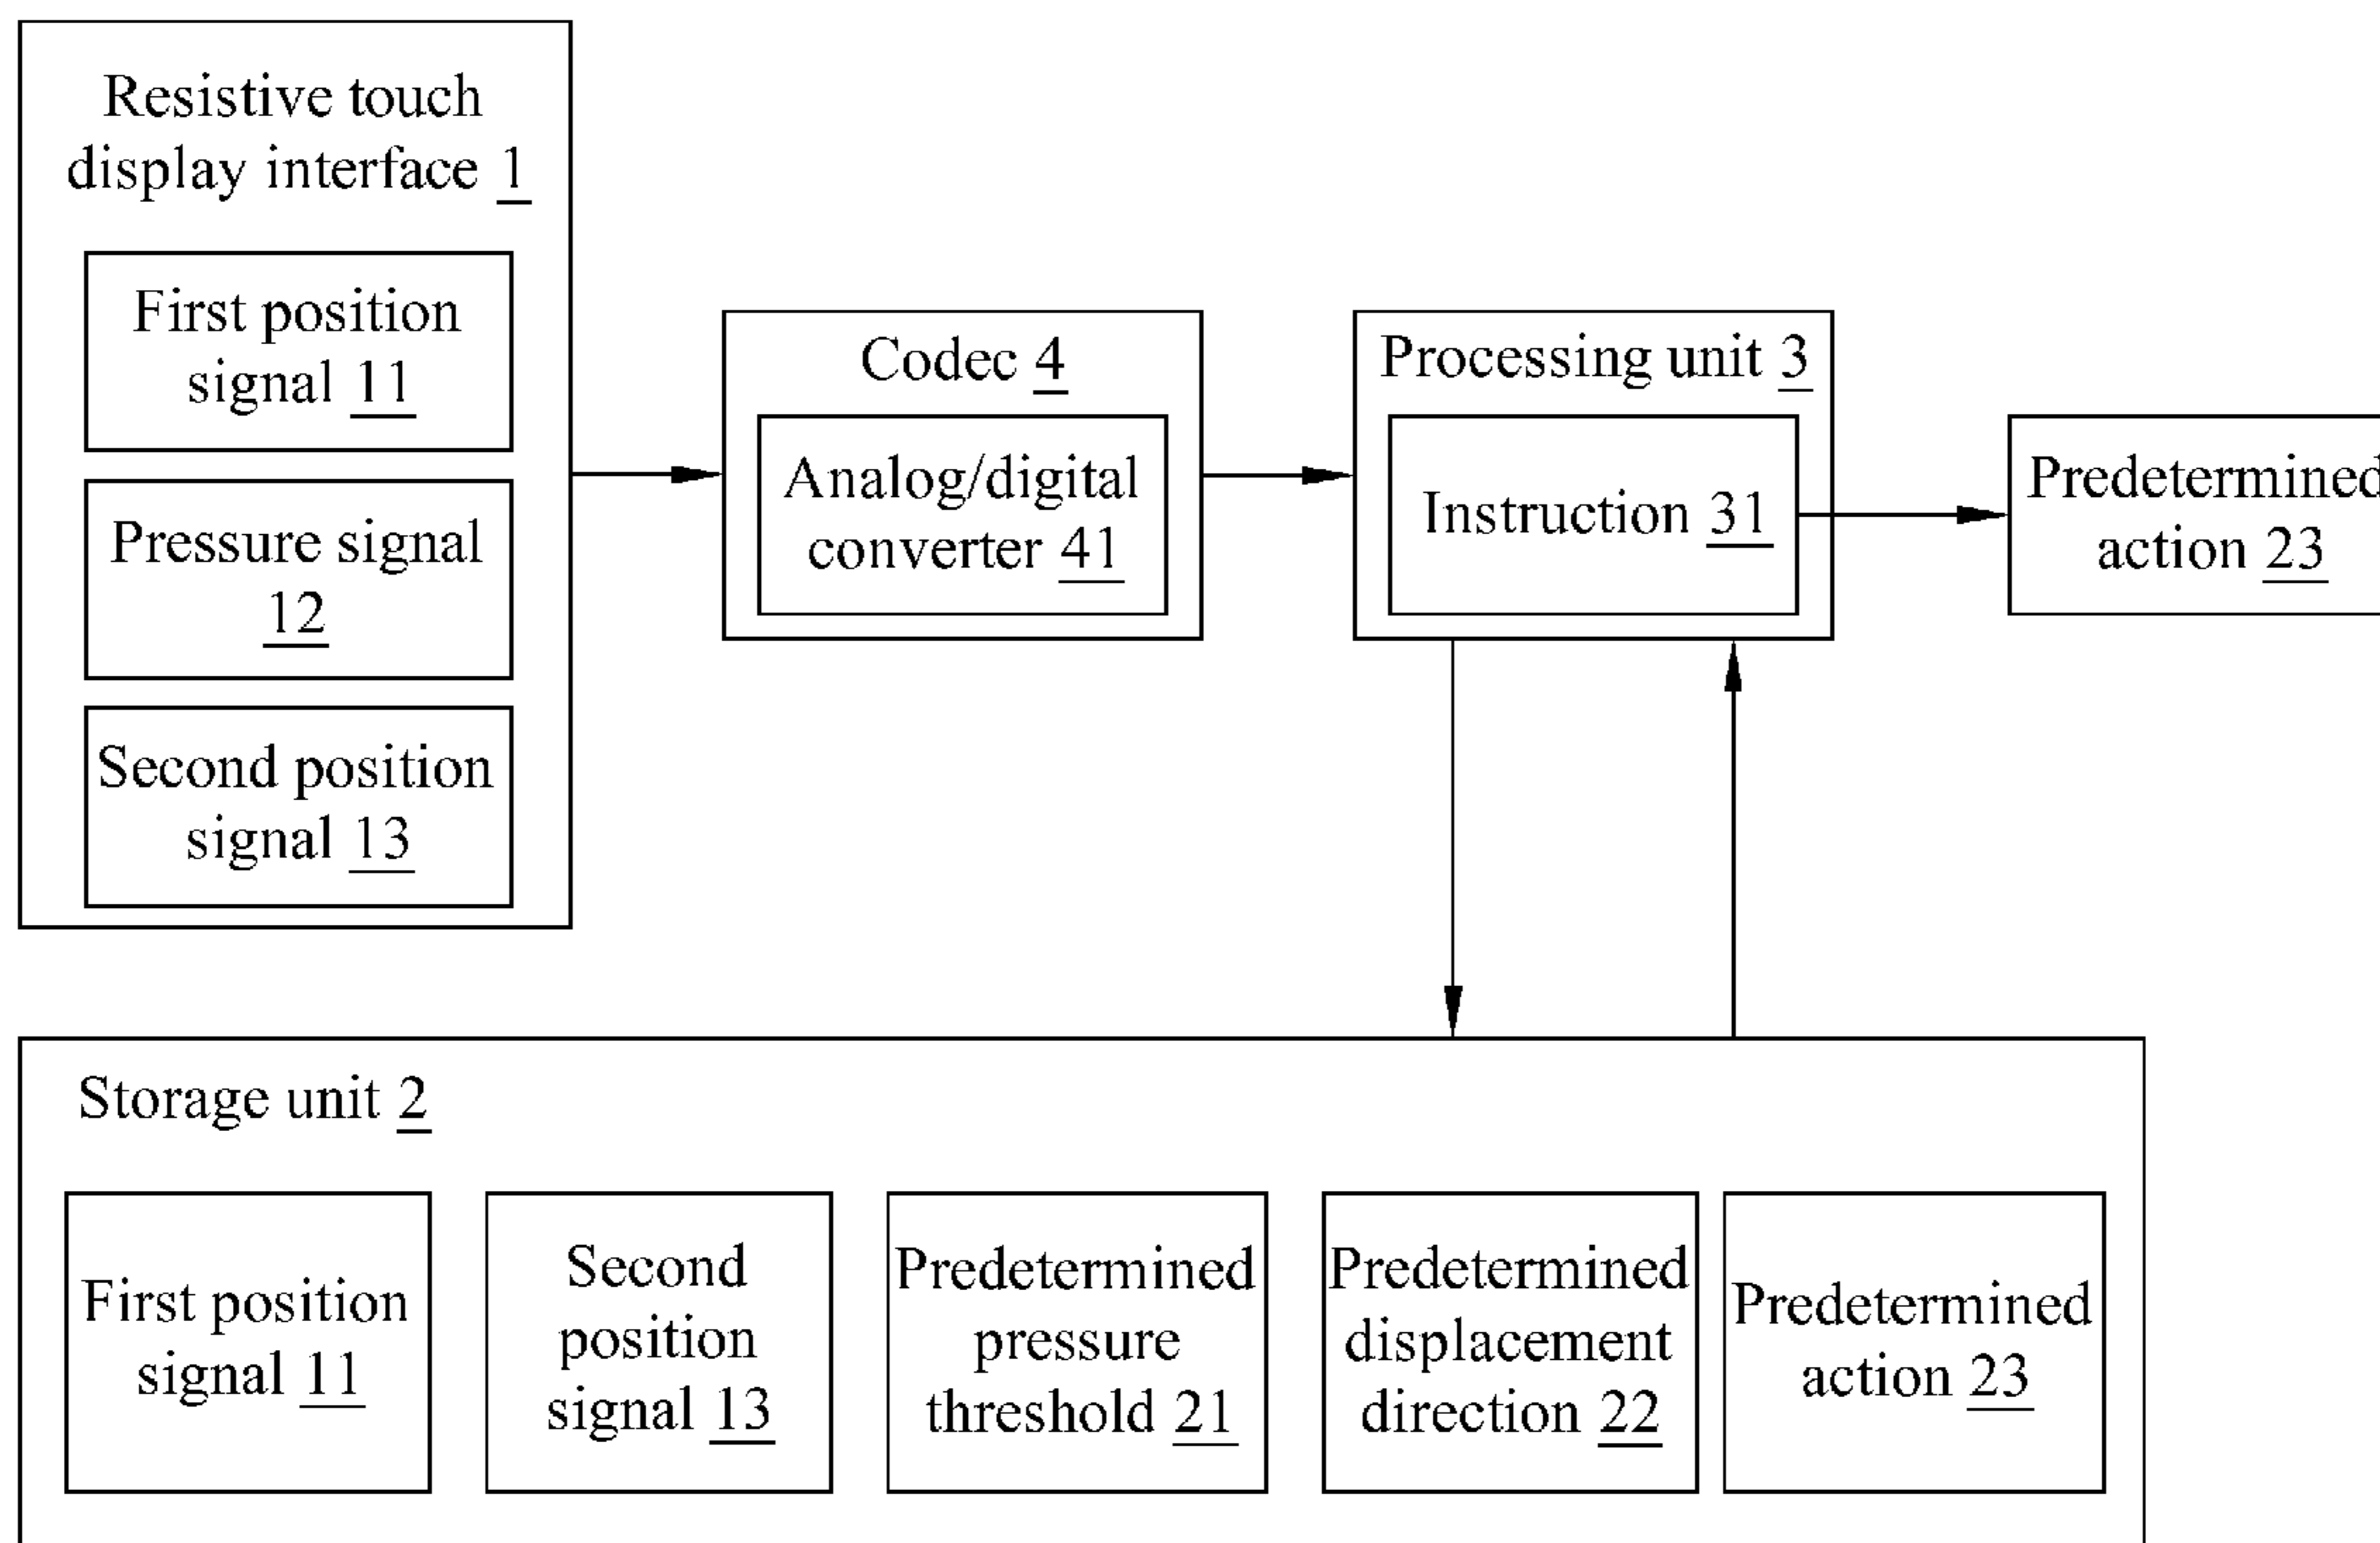 Resistive touch
display interface 1
First position
signal 11
Pressure signal
12
Second position
signal 13
Codec 4
Analog/digital
converter 41
Processing unit 3
Instruction 31
Predetermined
action 23
Storage unit 2
First position
signal 11
Second
position
signal 13
Predetermined
pressure
threshold 21
Predetermined
displacement
direction 22
Predetermined
action 23